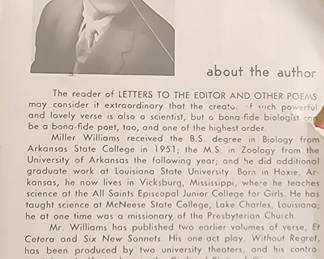 about the author
The reader of LETTERS TO THE EDITOR AND OTHER POEMS
may consider it extraordinary that the creator of such powerful
and lovely verse is also a scientist, but a bona-fide biologist can
be a bona-fide poet, too, and one of the highest order.
Miller Williams received the B.S. degree in Biology from
Arkansas State College in 1951; the M.S. in Zoology from the
University of Arkansas the following year; and he did additional
graduate work at Louisiana State University. Born in Hoxie, Ar-
kansas, he now lives in Vicksburg, Mississippi, where he teaches
science at the All Saints Episcopal Junior College for Girls. He has
taught science at McNeese State College, Lake Charles, Louisiana;
he at one time was a missionary of the Presbyterian Church.
Mr. Williams has published two earlier volumes of verse, Et
Cetera and Six New Sonnets. His one-act play, Without Regret,
has been produced by two university theaters, and his contro-